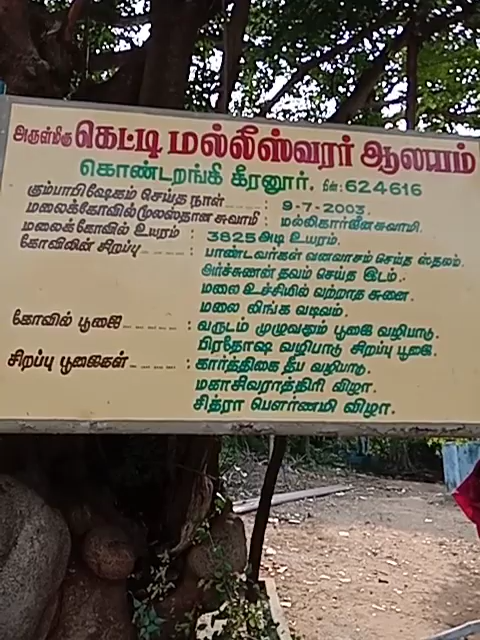 அருள்மிகு கெட்டி மல்லீஸ்வரர் ஆலயம்
கொண்டறங்கி கீரனூர். பின்: 624616
கும்பாபிஷேகம் செய்த நாள் ........ : 9-7-2003.
மலைக்கோவில்மூலஸ்தான சுவாமி : மல்லிகார்ஜீனசுவாமி.
மலைக்கோவில் உயரம் : 3825 அடி உயரம்.
கோவிலின் சிறப்பு ........ : பாண்டவர்கள் வனவாசம் செய்த ஸ்தலம்.
அர்ச்சுனன் தவம் செய்த இடம்.
மலை உச்சியில் வற்றாத சுனை.
மலை லிங்க வடிவம்.
கோவில் பூஜை ........ : வருடம் முழுவதும் பூஜை வழிபாடு.
பிரதோஷ வழிபாடு சிறப்பு பூஜை.
சிறப்பு பூஜைகள் ........ : கார்த்திகை தீப வழிபாடு.
மகாசிவராத்திரி விழா.
சித்ரா பௌர்ணமி விழா.